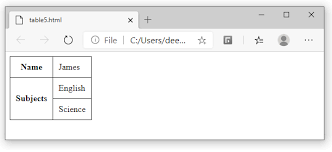 table5.html
File
C:/Users/dee...
Name James
Subjects English
Science